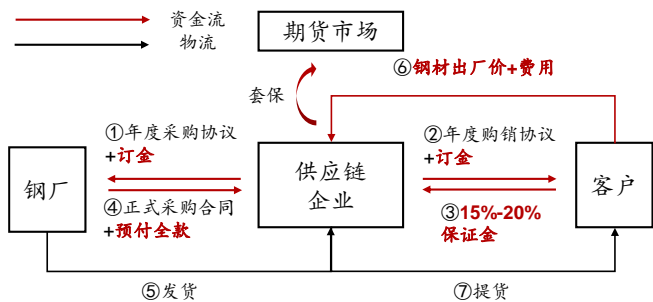 资金流
物流
期货市场
⑥钢材出厂价+费用
套保
①年度采购协议
+订金
②年度购销协议
+订金
钢厂
供应链
企业
客户
④正式采购合同
+预付全款
③15%-20%
保证金
⑤发货
⑦提货